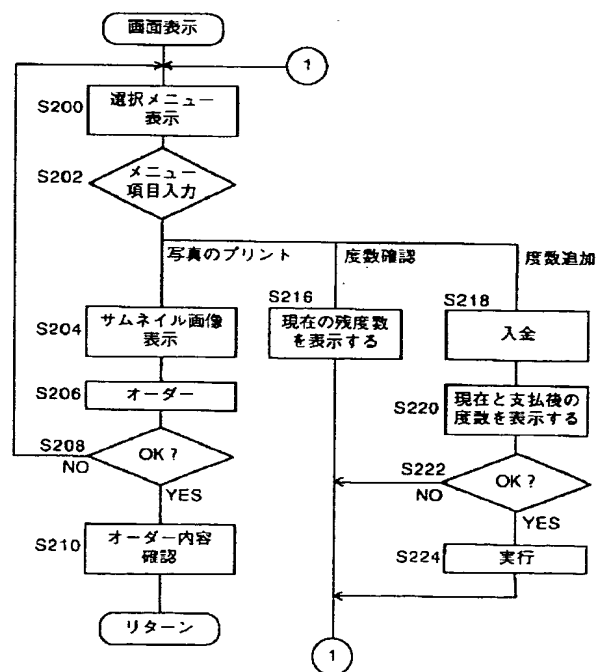 画面表示
1
S200
選択メニュー
表示
S202
メニュー
項目入力
写真のプリント
度数確認
度数追加
S204
サムネイル画像
表示
S216
現在の残度数
を表示する
S218
入金
S206
オーダー
S220
現在と支払後の
度数を表示する
S208
OK?
NO
YES
S222
OK?
NO
YES
S210
オーダー内容
確認
S224
実行
リターン
1